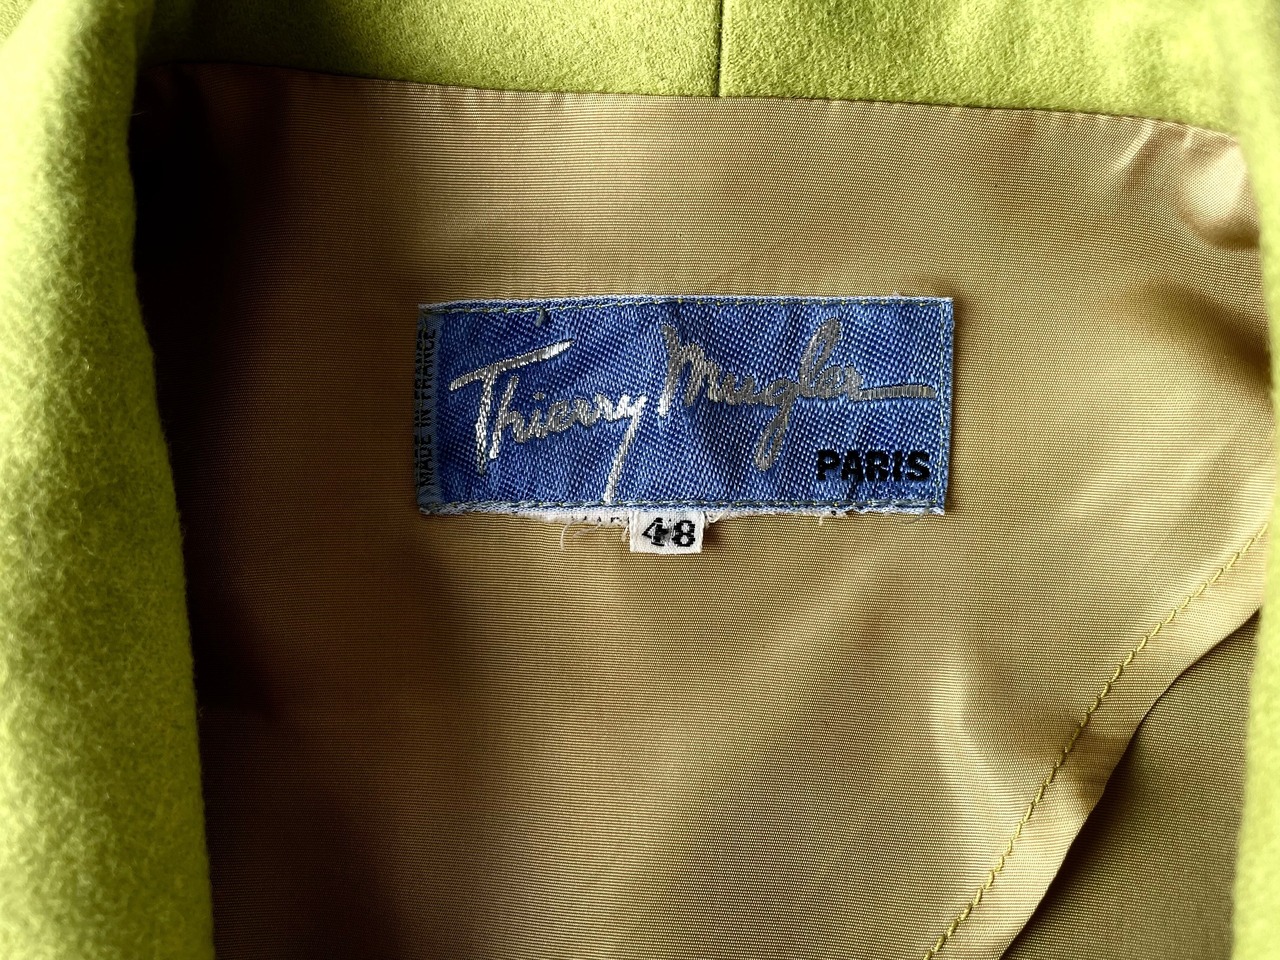 Thierry Mugler
PARIS
MADE IN FRANCE
48